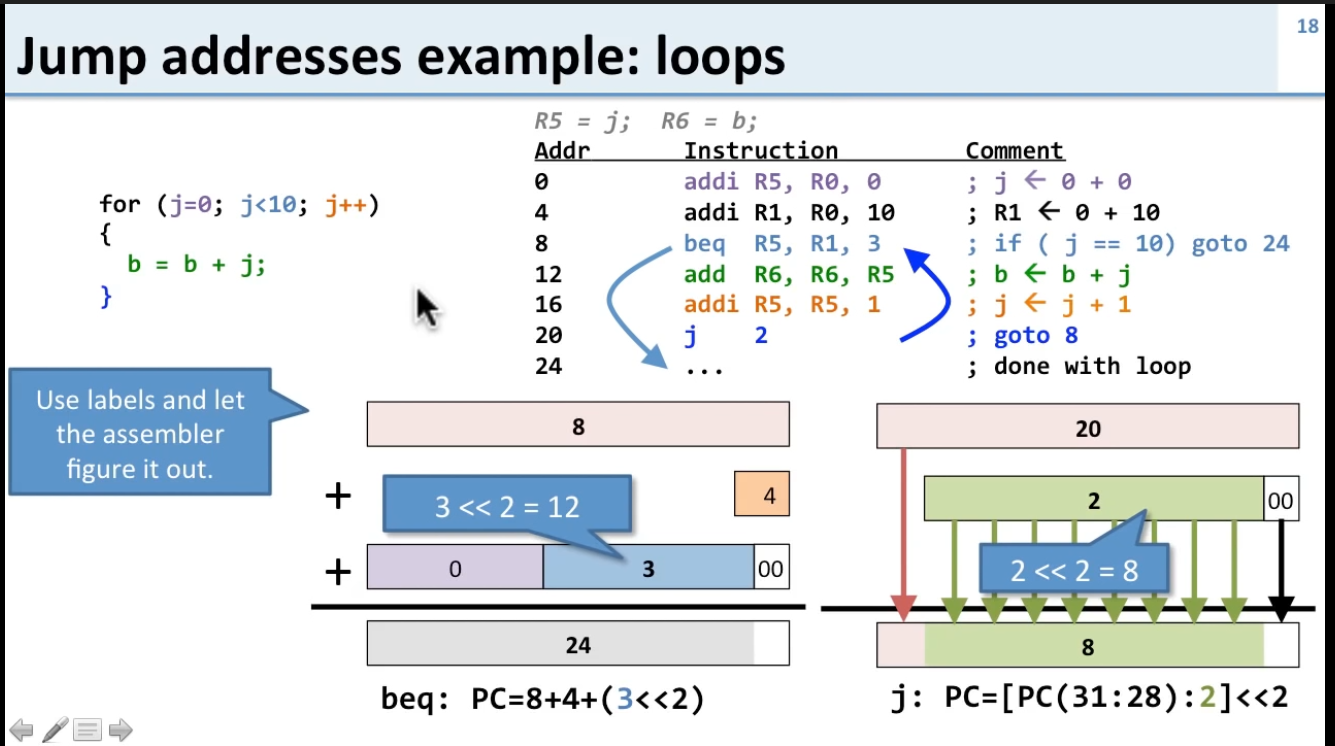 18
Jump addresses example: loops
R5 = j; R6 = b;
Addr Instruction Comment
0 addi R5, R0, 0 ; j ← 0 + 0
4 addi R1, R0, 10 ; R1 ← 0 + 10
8 beq R5, R1, 3 ; if ( j == 10) goto 24
12 add R6, R6, R5 ; b ← b + j
16 addi R5, R5, 1 ; j ← j + 1
20 j 2 ; goto 8
24 ... ; done with loop
for (j=0; j<10; j++)
{
b = b + j;
}
Use labels and let
the assembler
figure it out.
8
+ 4
3 << 2 = 12
+ 0 3 00
24
beq: PC=8+4+(3<<2)
20
2 00
2 << 2 = 8
8
j: PC=[PC(31:28):2]<<2